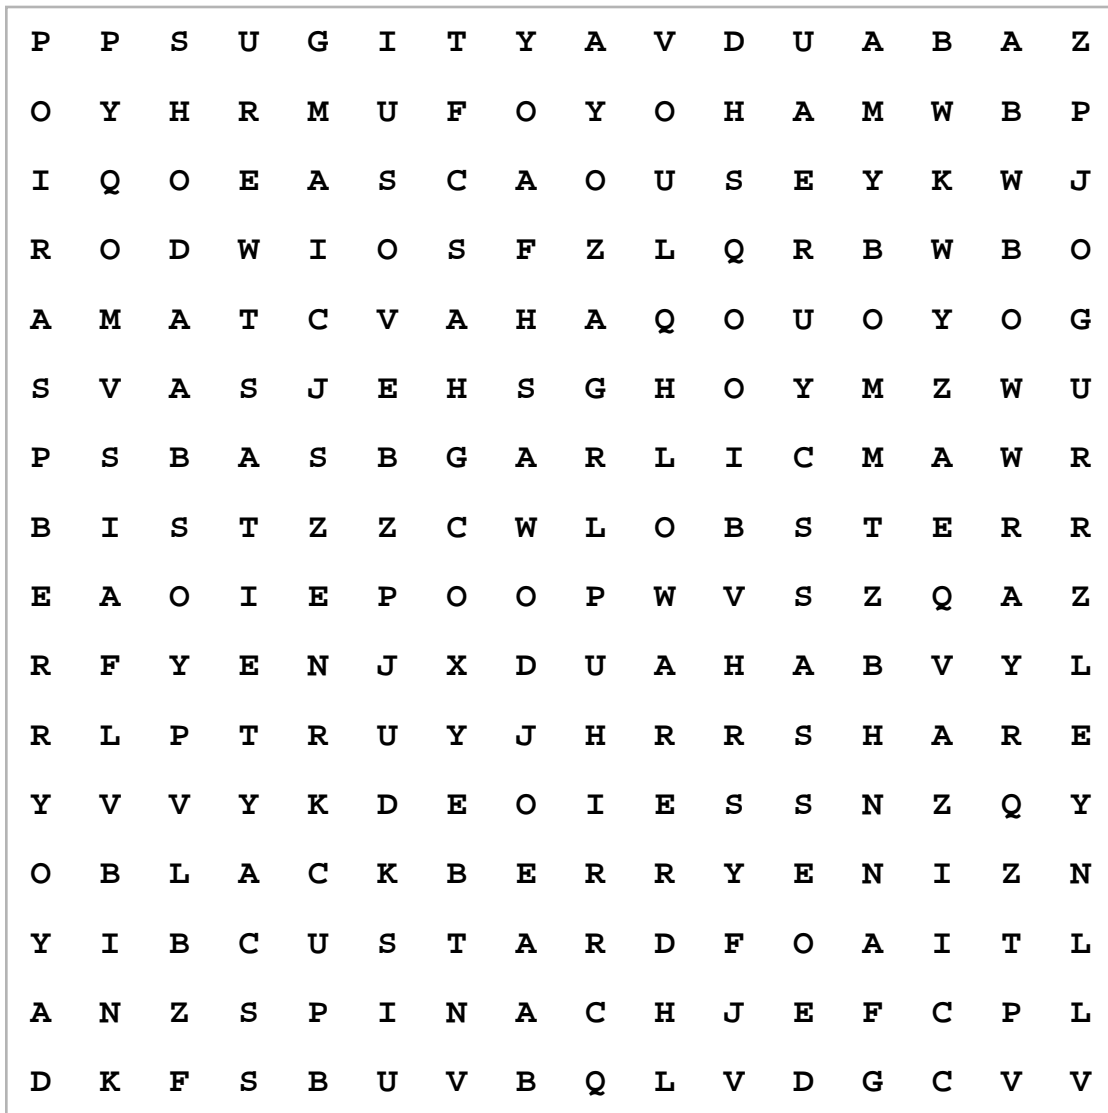 P P S U G I T Y A V D U A B A Z
O Y H R M U F O Y O H A M W B P
I Q O E A S C A O U S E Y K W J
R O D W I O S F Z L Q R B W B O
A M A T C V A H A Q O U O Y O G
S V A S J E H S G H O Y M Z W U
P S B A S B G A R L I C M A W R
B I S T Z Z C W L O B S T E R R
E A O I E P O O P W V S Z Q A Z
R F Y E N J X D U A H A B V Y L
R L P T R U Y J H R R S H A R E
Y V V Y K D E O I E S S N Z Q Y
O B L A C K B E R R Y E N I Z N
Y I B C U S T A R D F O A I T L
A N Z S P I N A C H J E F C P L
D K F S B U V B Q L V D G C V V